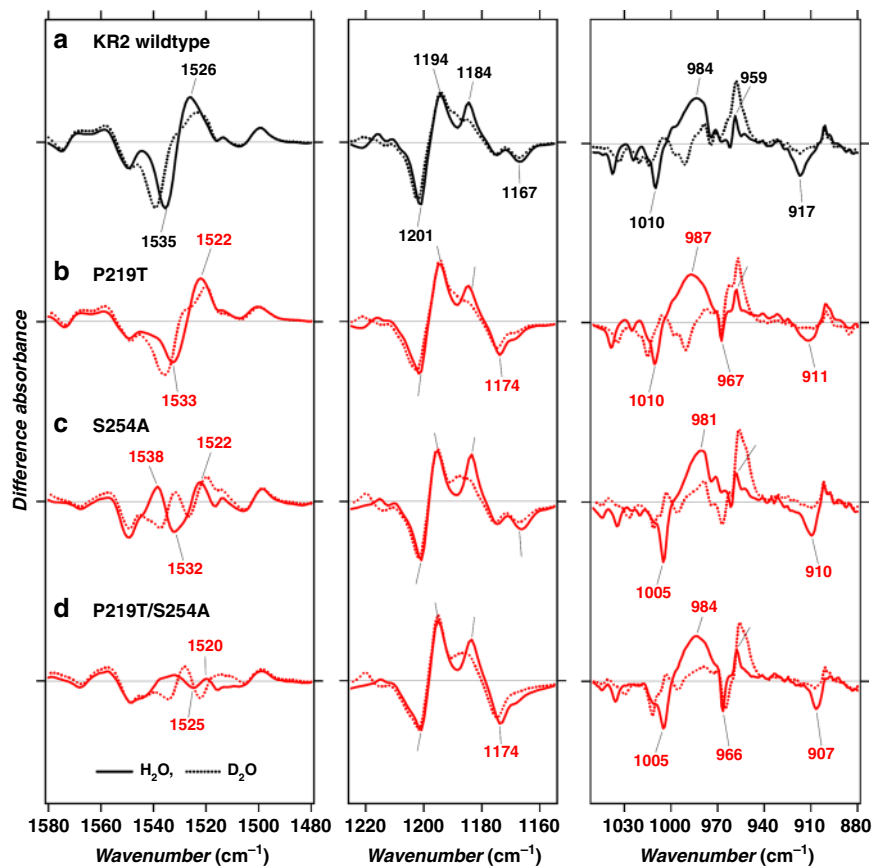 a KR2 wildtype
1526
1535
1194 1184
1201
1167
984 959
1010
917
b P219T
1522
1533
1174
987
1010
967
911
c S254A
1538
1522
1532
981
1005
910
d P219T/S254A
1520
1525
1174
984
1005
966
907
H₂O, D₂O
Difference absorbance
1580 1560 1540 1520 1500 1480
1220 1200 1180 1160
1030 1000 970 940 910 880
Wavenumber (cm⁻¹) Wavenumber (cm⁻¹) Wavenumber (cm⁻¹)